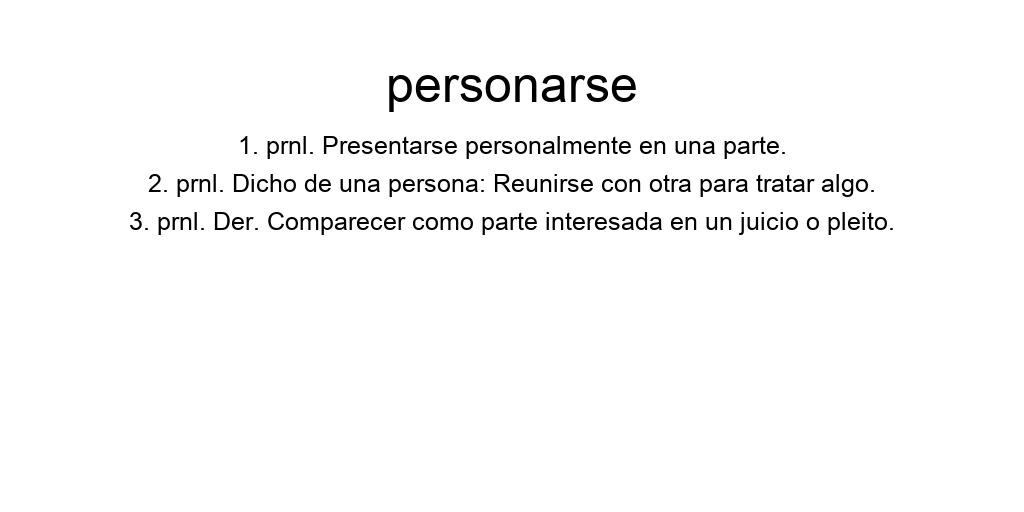 personarse
1. prnl. Presentarse personalmente en una parte.
2. prnl. Dicho de una persona: Reunirse con otra para tratar algo.
3. prnl. Der. Comparecer como parte interesada en un juicio o pleito.